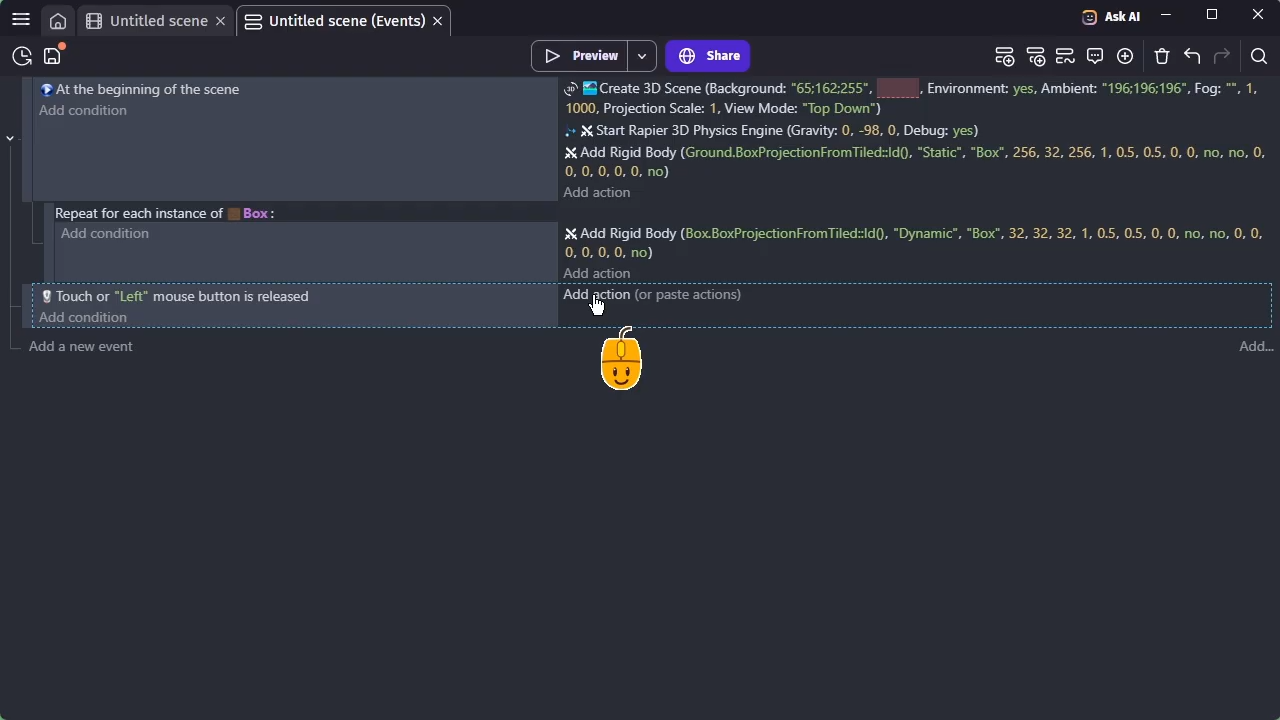 Untitled scene
Untitled scene (Events)
Ask AI
Preview
Share
At the beginning of the scene
Add condition
Create 3D Scene (Background: "65;162;255", , Environment: yes, Ambient: "196;196;196", Fog: "", 1,
1000, Projection Scale: 1, View Mode: "Top Down")
Start Rapier 3D Physics Engine (Gravity: 0, -98, 0, Debug: yes)
Add Rigid Body (Ground.BoxProjectionFromTiled::Id(), "Static", "Box", 256, 32, 256, 1, 0.5, 0.5, 0, 0, no, no, 0,
0, 0, 0, 0, 0, no)
Add action
Repeat for each instance of Box:
Add condition
Add Rigid Body (Box.BoxProjectionFromTiled::Id(), "Dynamic", "Box", 32, 32, 32, 1, 0.5, 0.5, 0, 0, no, no, 0, 0,
0, 0, 0, 0, no)
Add action
Touch or "Left" mouse button is released
Add condition
Add action (or paste actions)
Add a new event
Add...